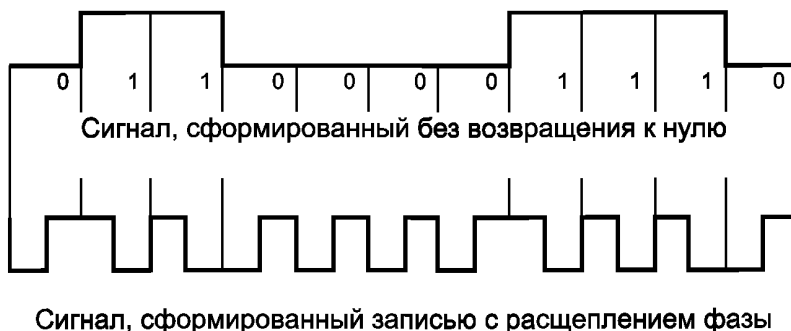 0 1 1 0 0 0 0 1 1 1 0
Сигнал, сформированный без возвращения к нулю
Сигнал, сформированный записью с расщеплением фазы